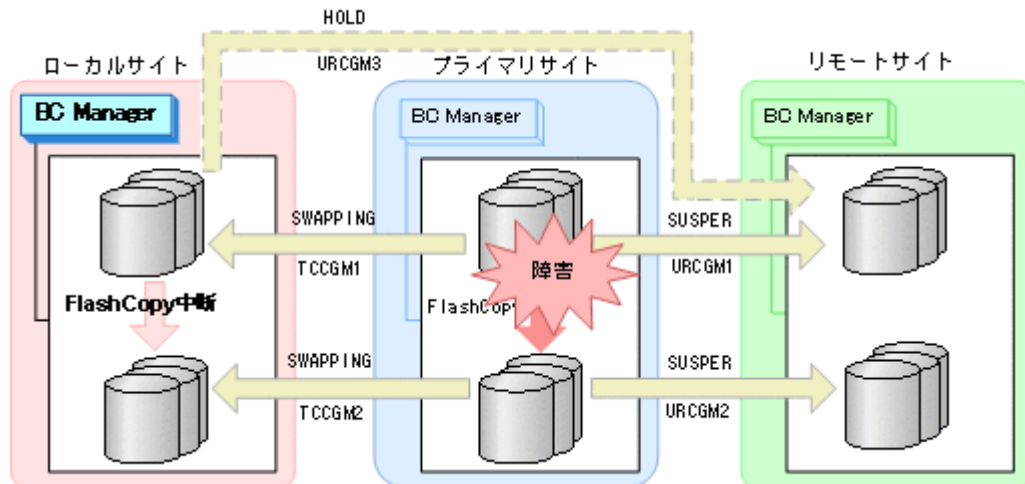 HOLD
URCGM3
ローカルサイト
プライマリサイト
リモートサイト
BC Manager
BC Manager
BC Manager
SWAPPING
TCCGM1
SUSPER
URCGM1
障害
FlashCopy中断
FlashCopy
SWAPPING
TCCGM2
SUSPER
URCGM2